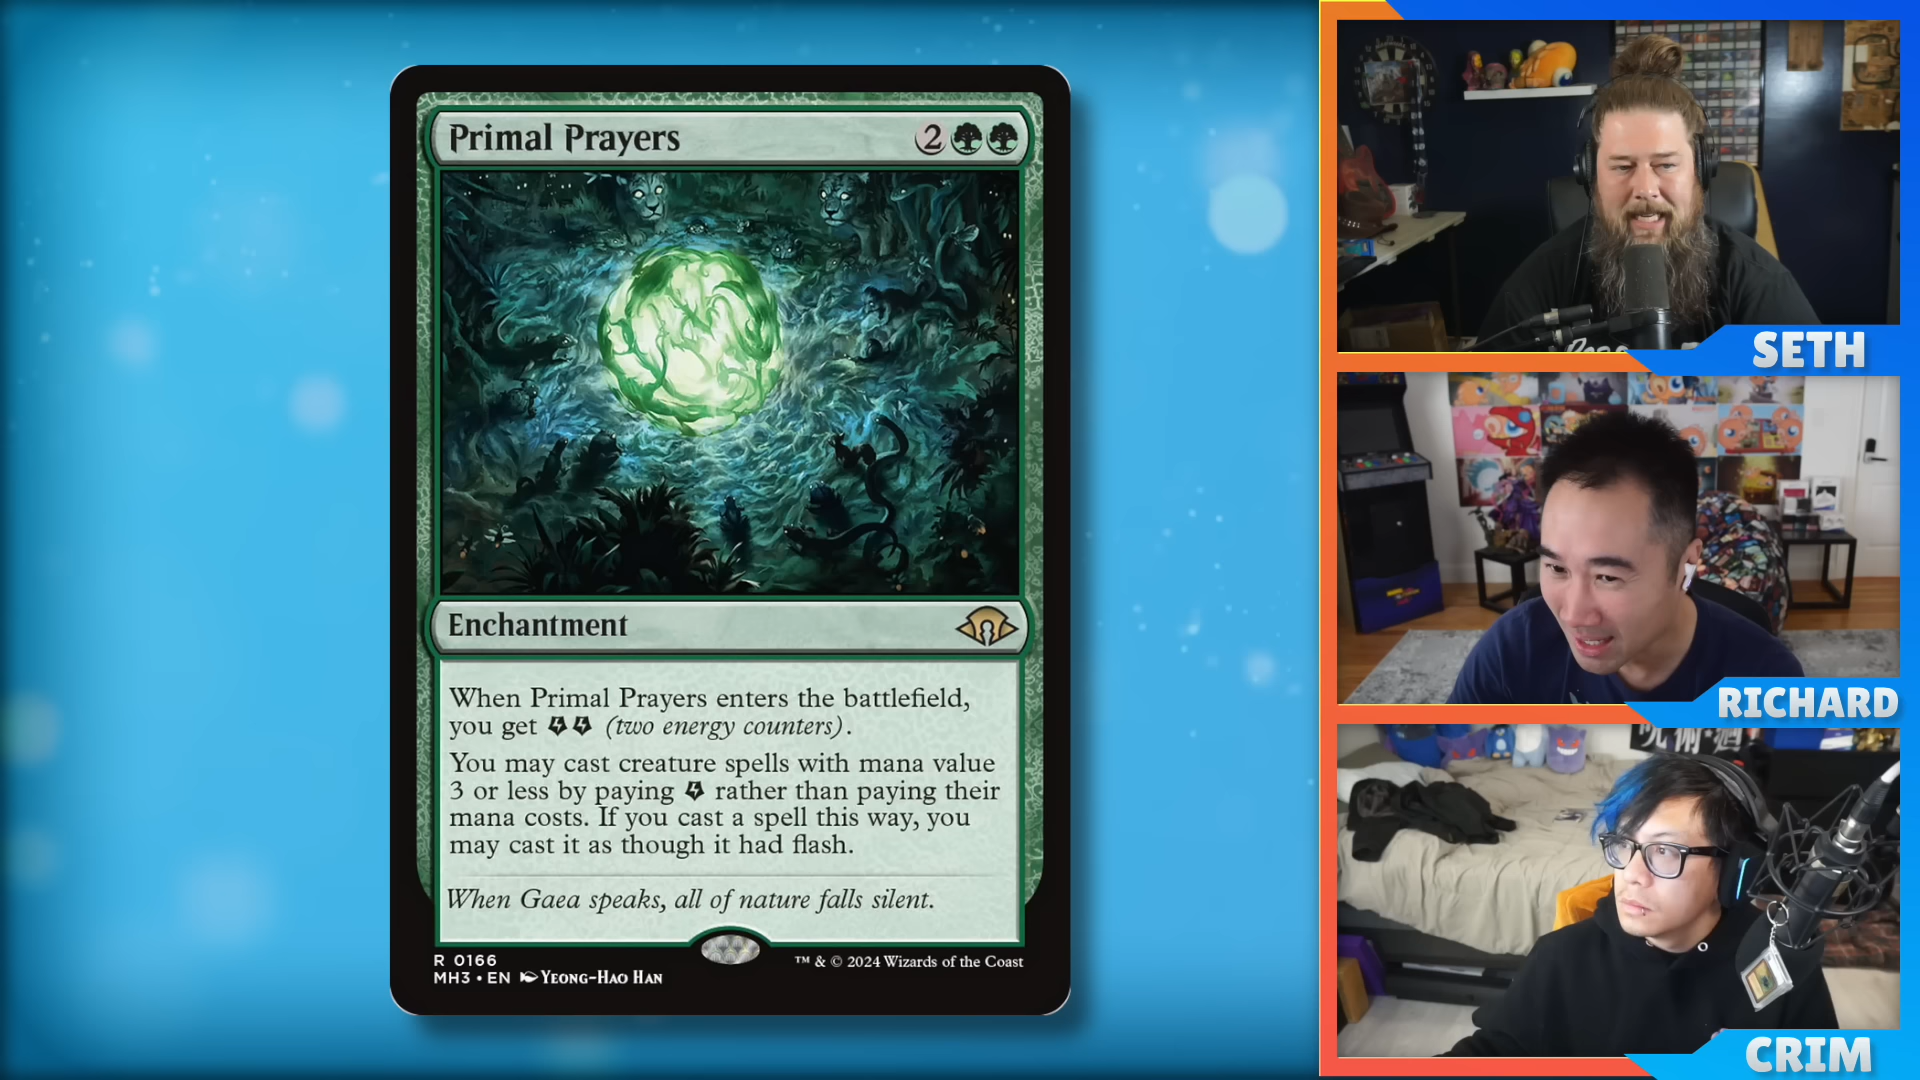 Primal Prayers 2
Enchantment
When Primal Prayers enters the battlefield,
you get (two energy counters).
You may cast creature spells with mana value
3 or less by paying rather than paying their
mana costs. If you cast a spell this way, you
may cast it as though it had flash.
When Gaea speaks, all of nature falls silent.
R 0166
MH3 • EN Yeong-Hao Han
™ & © 2024 Wizards of the Coast
SETH
RICHARD
CRIM